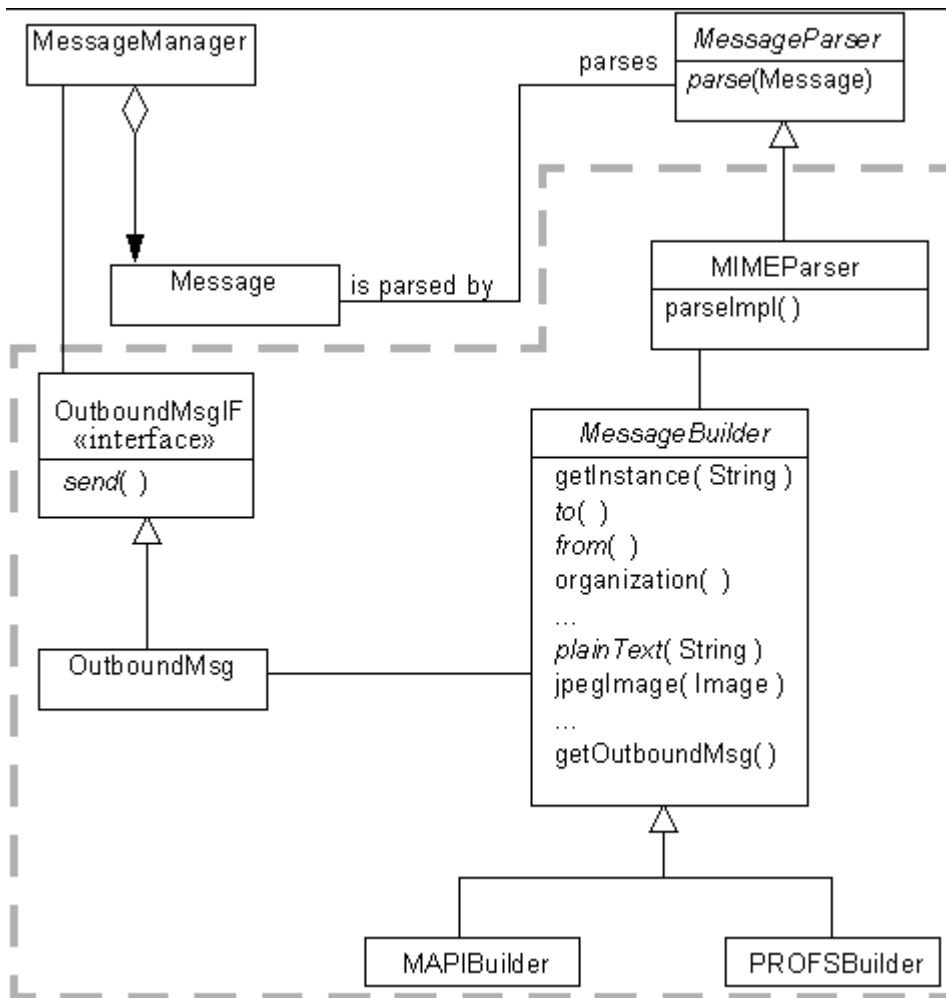 MessageManager
MessageParser
parse(Message)
parses
MIMEParser
parseImpl( )
Message
is parsed by
OutboundMsgIF
«interface»
send( )
MessageBuilder
getInstance( String )
to( )
from( )
organization( )
...
plainText( String )
jpegImage( Image )
...
getOutboundMsg()
OutboundMsg
MAPIBuilder
PROFSBuilder